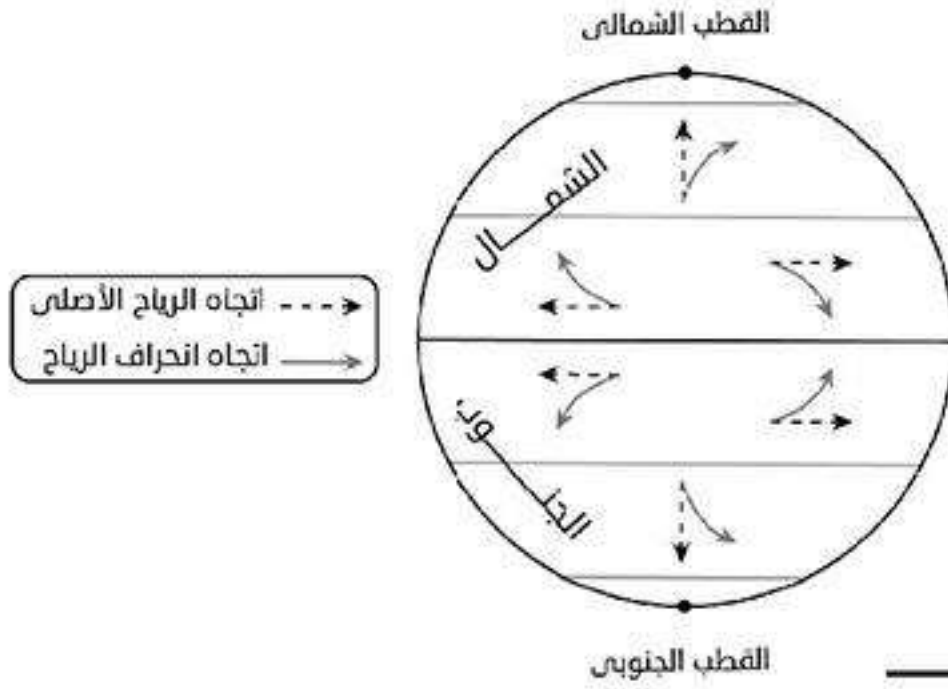 القطب الشمالى
الشمـــال
اتجاه الرياح الأصلى
اتجاه انحراف الرياح
الجنـــوب
القطب الجنوبى